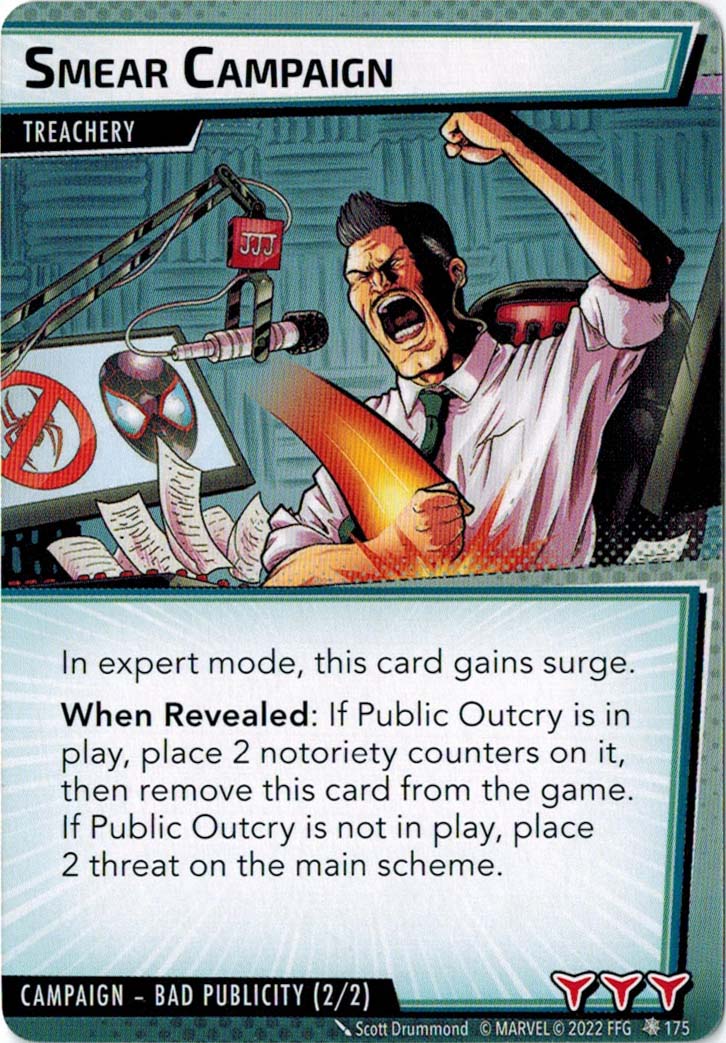 SMEAR CAMPAIGN
TREACHERY
JJJ
In expert mode, this card gains surge.
When Revealed: If Public Outcry is in
play, place 2 notoriety counters on it,
then remove this card from the game.
If Public Outcry is not in play, place
2 threat on the main scheme.
CAMPAIGN – BAD PUBLICITY (2/2)
Scott Drummond © MARVEL © 2022 FFG 175